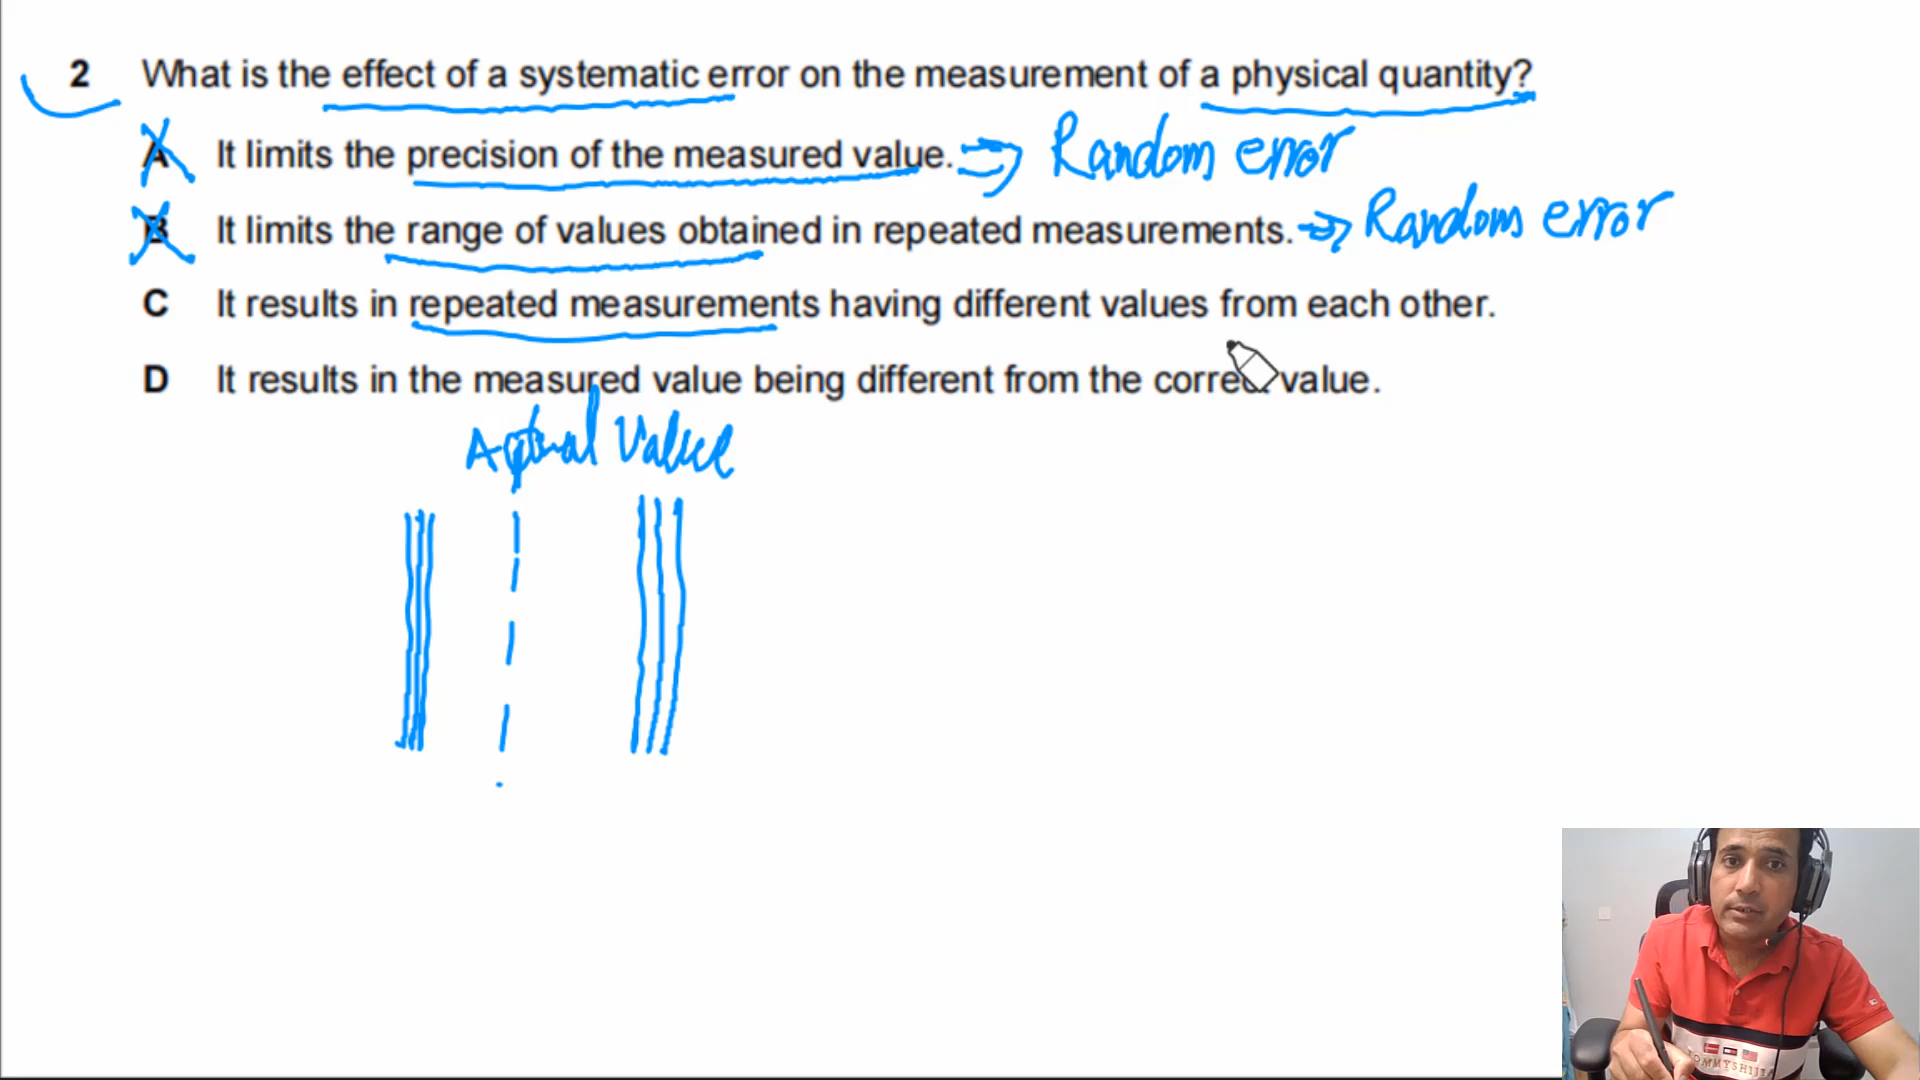 2 What is the effect of a systematic error on the measurement of a physical quantity?
A It limits the precision of the measured value. ⇒ Random error
B It limits the range of values obtained in repeated measurements. ⇒ Random error
C It results in repeated measurements having different values from each other.
D It results in the measured value being different from the correct value.
Actual Value